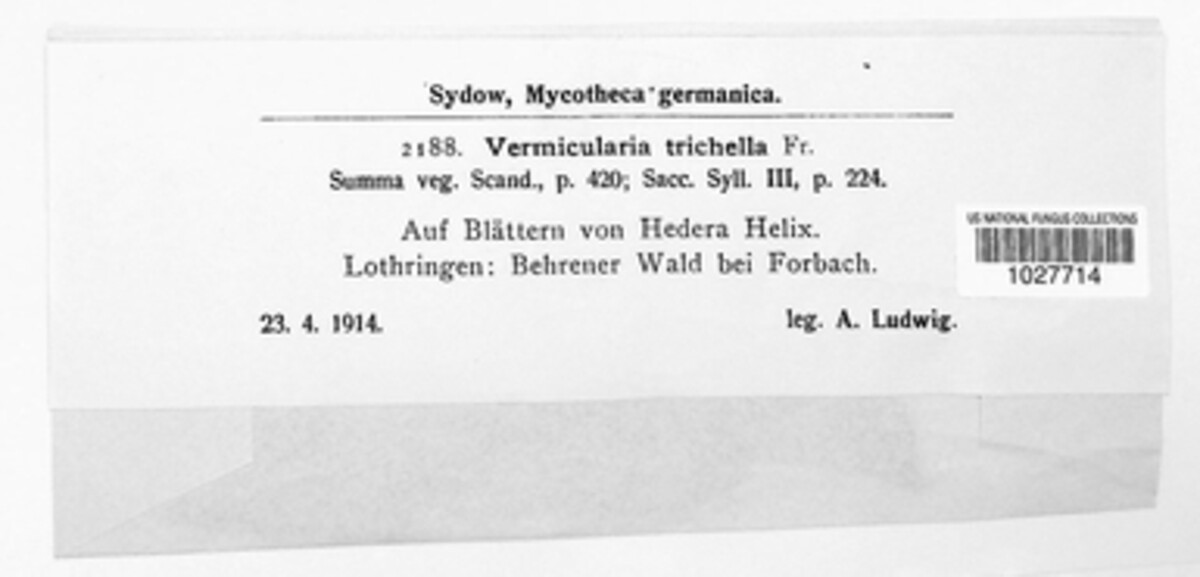 Sydow, Mycotheca germanica.
2188. Vermicularia trichella Fr.
Summa veg. Scand., p. 420; Sacc. Syll. III, p. 224.
Auf Blättern von Hedera Helix.
Lothringen: Behrener Wald bei Forbach.
23. 4. 1914. leg. A. Ludwig.
US NATIONAL FUNGUS COLLECTIONS
1027714